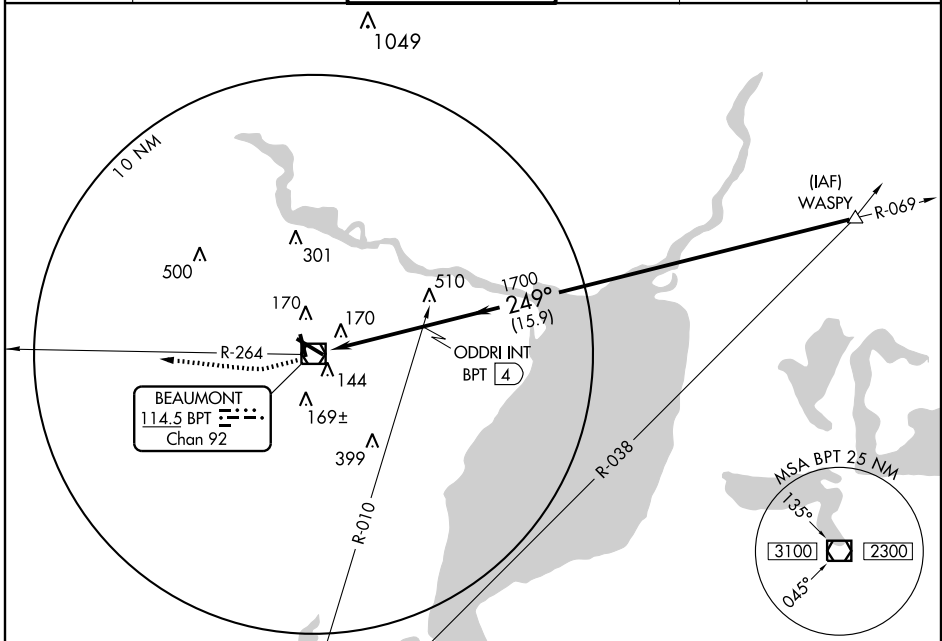 1049
10 NM
(IAF)
WASPY
R-069
301
500
510
1700
249°
(15.9)
170
170
R-264
ODDRI INT
BPT 4
144
BEAUMONT
114.5 BPT
Chan 92
169±
399
R-038
R-010
MSA BPT 25 NM
135°
3100
2300
045°